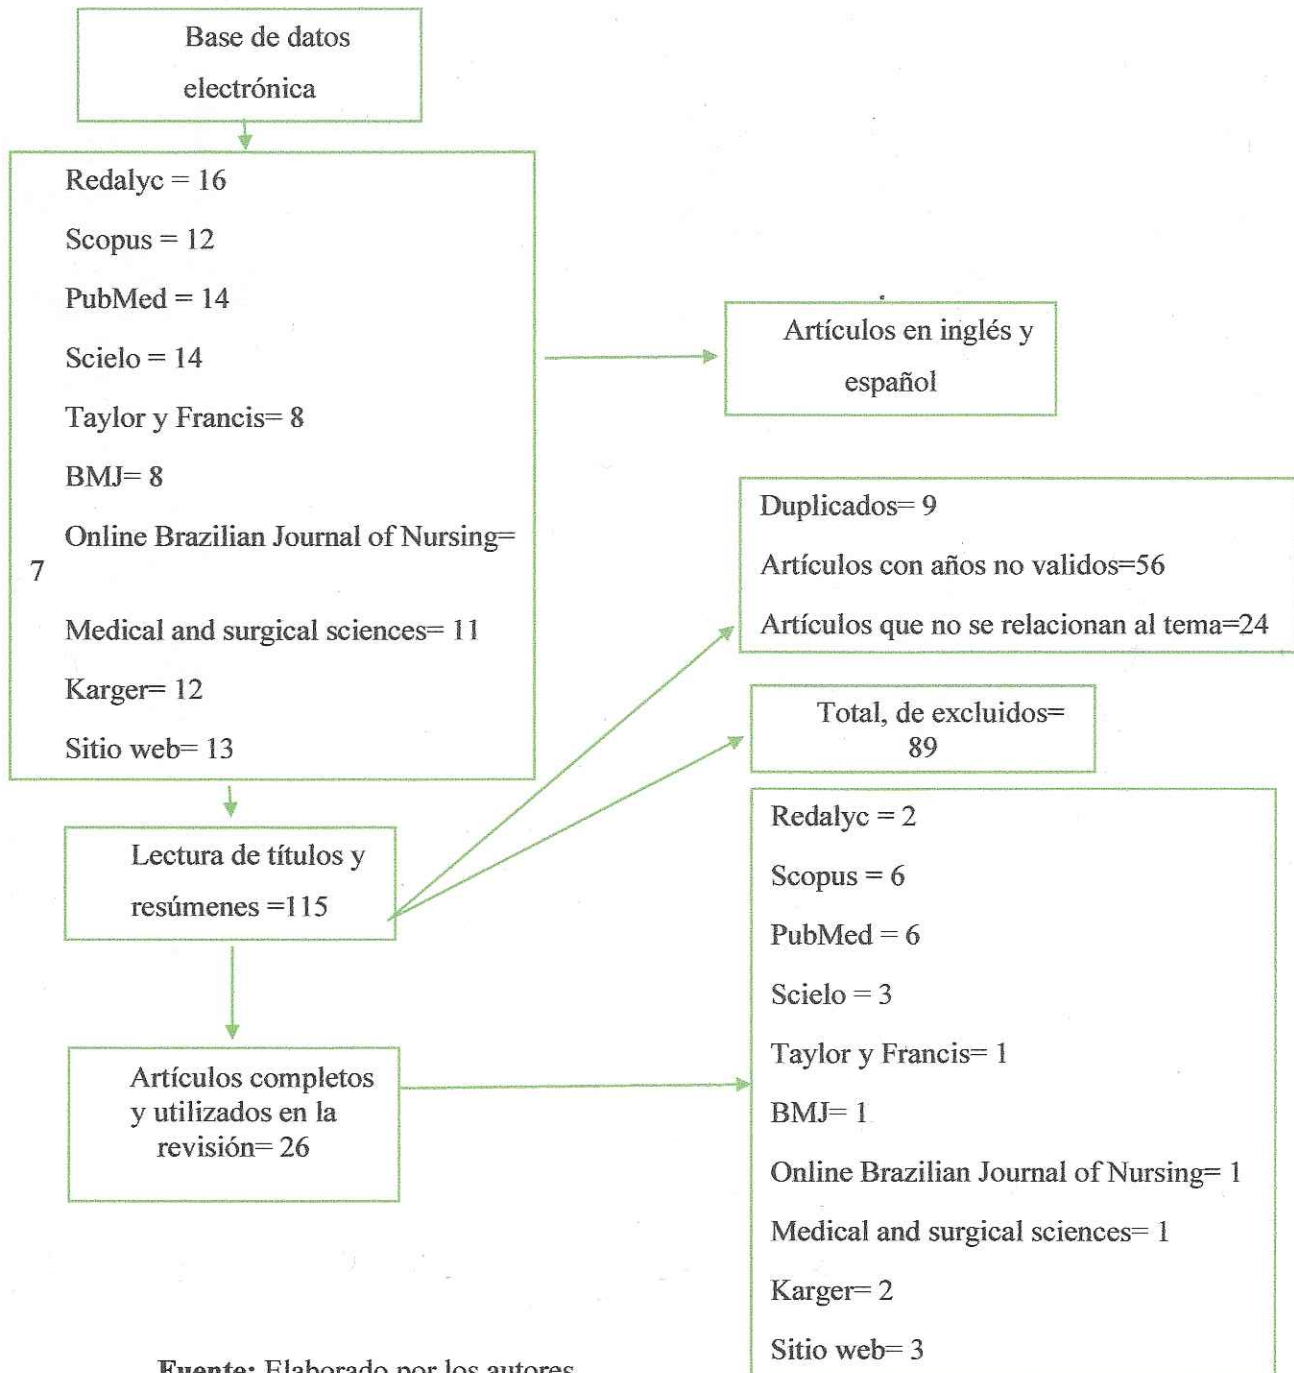 Base de datos
electrónica
Redalyc = 16
Scopus = 12
PubMed = 14
Scielo = 14
Taylor y Francis= 8
BMJ= 8
Online Brazilian Journal of Nursing=
7
Medical and surgical sciences= 11
Karger= 12
Sitio web= 13
Artículos en inglés y
español
Lectura de títulos y
resúmenes =115
Duplicados= 9
Artículos con años no validos=56
Artículos que no se relacionan al tema=24
Total, de excluidos=
89
Artículos completos
y utilizados en la
revisión= 26
Redalyc = 2
Scopus = 6
PubMed = 6
Scielo = 3
Taylor y Francis= 1
BMJ= 1
Online Brazilian Journal of Nursing= 1
Medical and surgical sciences= 1
Karger= 2
Sitio web= 3
Fuente: Elaborado por los autores